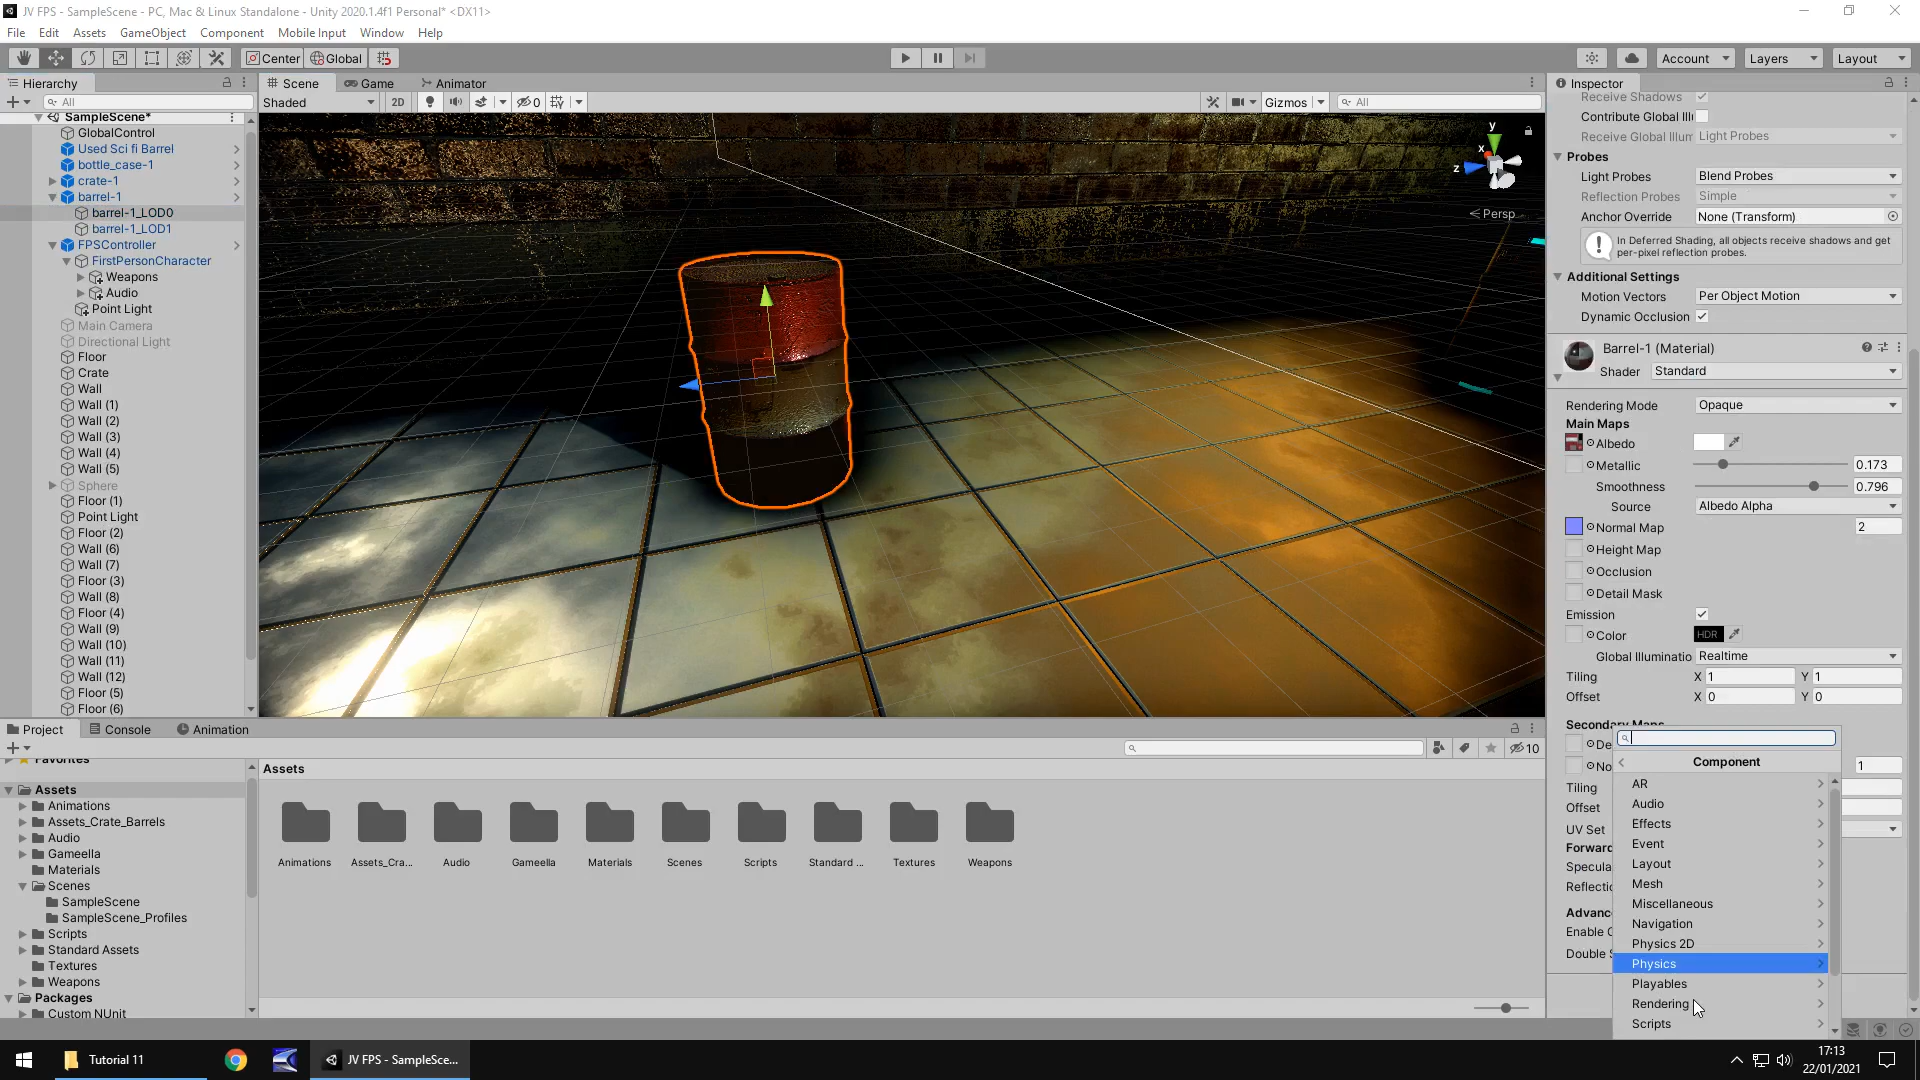 JV FPS - SampleScene - PC, Mac & Linux Standalone - Unity 2020.1.4f1 Personal* <DX11>
File Edit Assets GameObject Component Mobile Input Window Help
Center Global Account Layers Layout
Hierarchy
All
SampleScene*
GlobalControl
Used Sci fi Barrel
bottle_case-1
crate-1
barrel-1
barrel-1_LOD0
barrel-1_LOD1
FPSController
FirstPersonCharacter
Weapons
Audio
Point Light
Main Camera
Directional Light
Floor
Crate
Wall
Wall (1)
Wall (2)
Wall (3)
Wall (4)
Wall (5)
Sphere
Floor (1)
Point Light
Floor (2)
Wall (6)
Wall (7)
Floor (3)
Wall (8)
Floor (4)
Wall (9)
Wall (10)
Wall (11)
Wall (12)
Floor (5)
Floor (6)
Scene Game Animator
Shaded 2D 0 Gizmos All
y
x
z
Persp
Inspector
Receive Shadows
Contribute Global Illu
Receive Global Illum Light Probes
Probes
Light Probes Blend Probes
Reflection Probes Simple
Anchor Override None (Transform)
In Deferred Shading, all objects receive shadows and get
per-pixel reflection probes.
Additional Settings
Motion Vectors Per Object Motion
Dynamic Occlusion
Barrel-1 (Material)
Shader Standard
Rendering Mode Opaque
Main Maps
Albedo
Metallic 0.173
Smoothness 0.796
Source Albedo Alpha
Normal Map 2
Height Map
Occlusion
Detail Mask
Emission
Color HDR
Global Illuminatio Realtime
Tiling X 1 Y 1
Offset X 0 Y 0
Secondary Maps
De
No 1
Tiling
Offset
UV Set
Forward
Specula
Reflectio
Advanc
Enable G
Double S
Component
AR
Audio
Effects
Event
Layout
Mesh
Miscellaneous
Navigation
Physics 2D
Physics
Playables
Rendering
Scripts
Project Console Animation
10
Favorites
Assets
Animations
Assets_Crate_Barrels
Audio
Gameella
Materials
Scenes
SampleScene
SampleScene_Profiles
Scripts
Standard Assets
Textures
Weapons
Packages
Custom NUnit
Assets
Animations Assets_Cra... Audio Gameella Materials Scenes Scripts Standard ... Textures Weapons
Tutorial 11
JV FPS - SampleSce...
17:13
22/01/2021